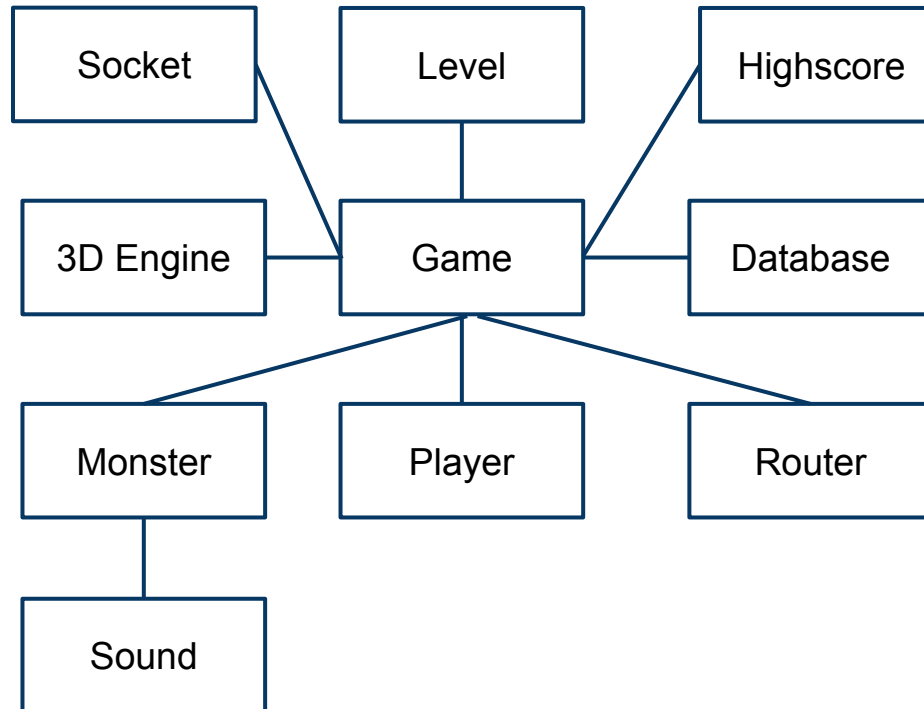 Socket
Level
Highscore
3D Engine
Game
Database
Monster
Player
Router
Sound